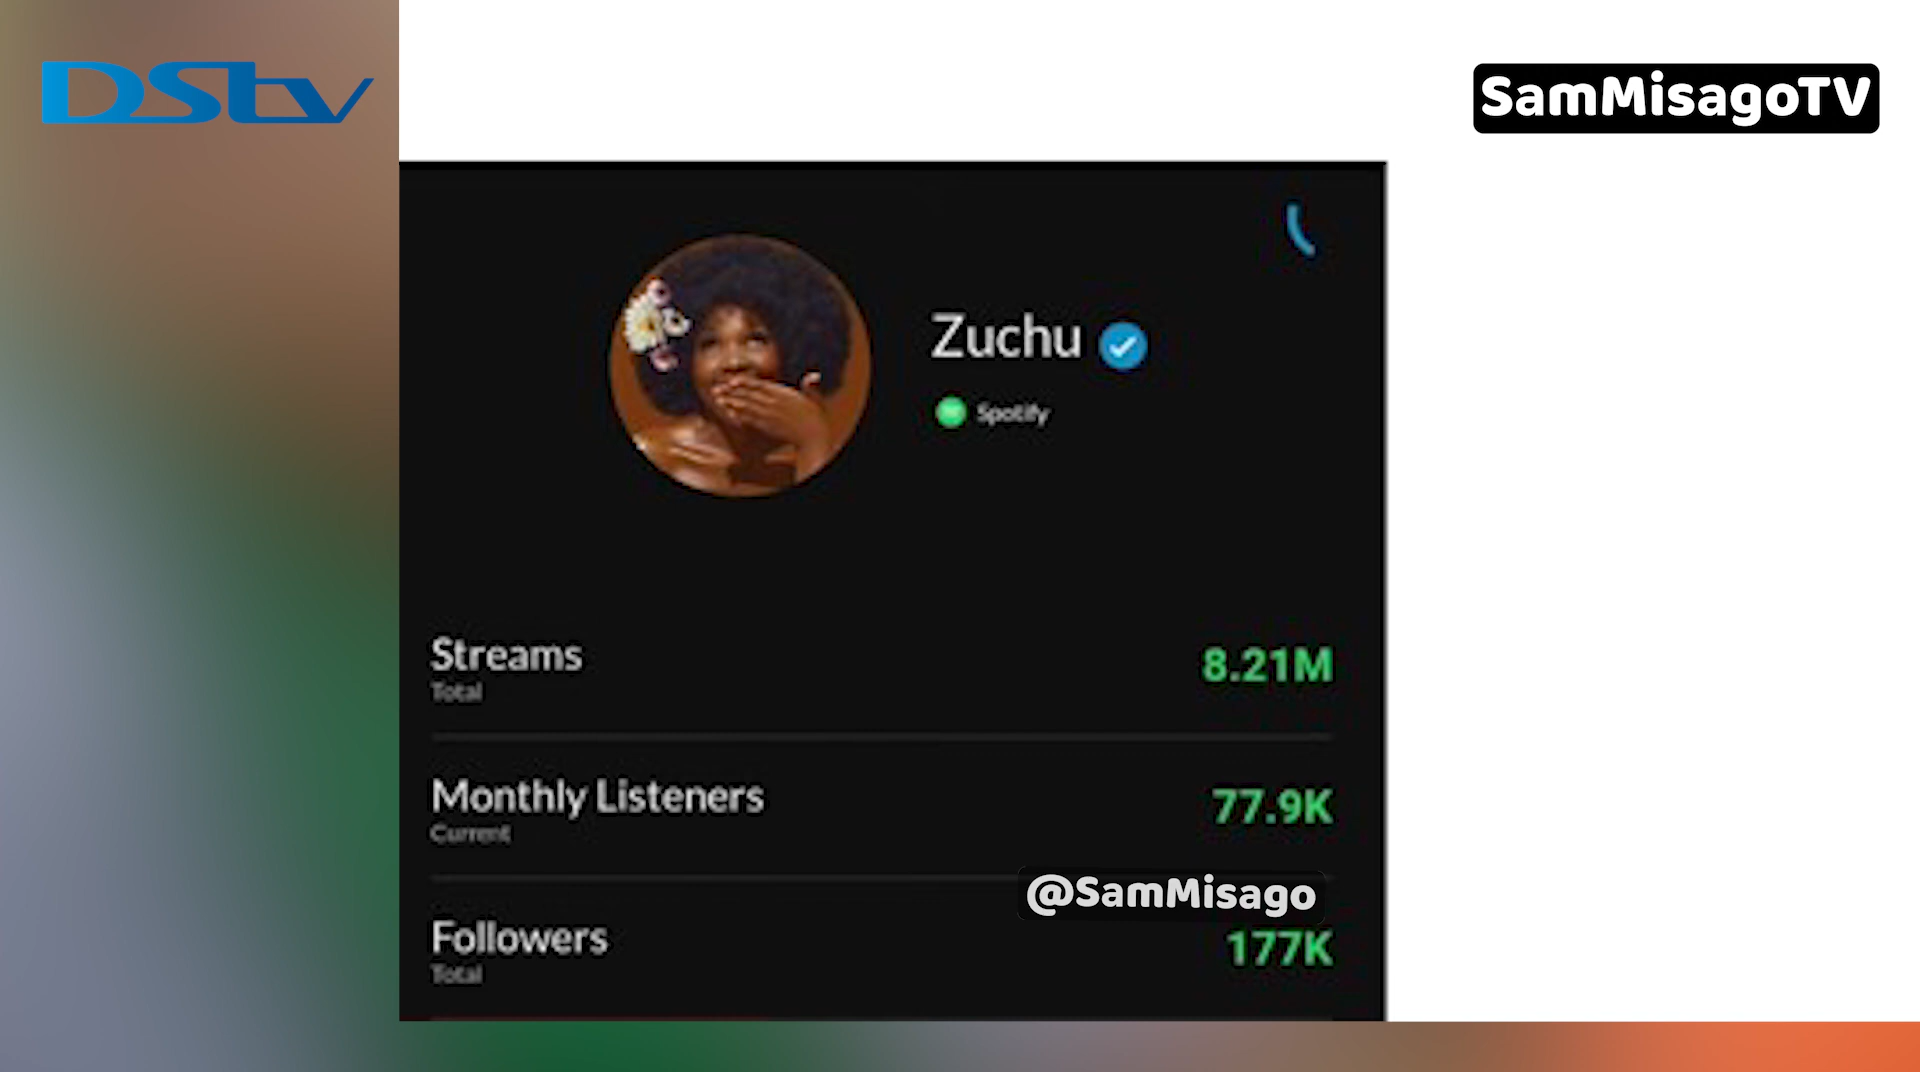 DStv
SamMisagoTV
Zuchu
Spotify
Streams
Total
8.21M
Monthly Listeners
Current
77.9K
@SamMisago
Followers
Total
177K